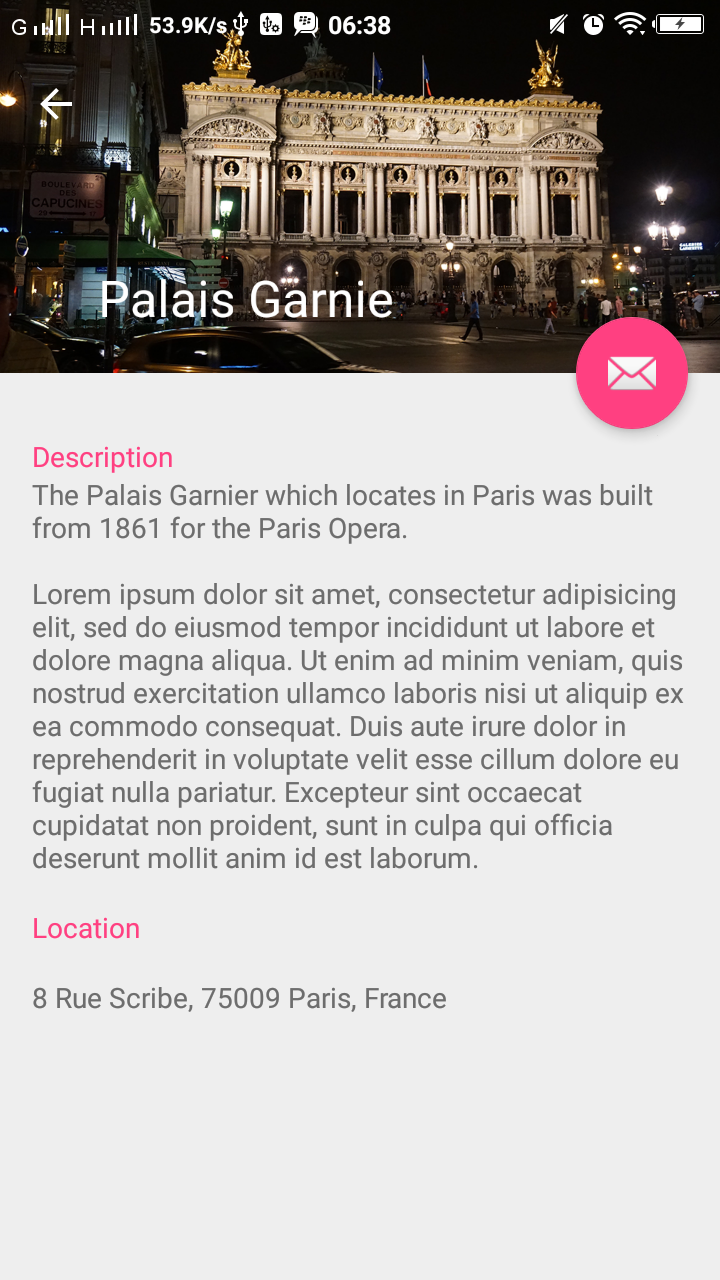 G H 53.9K/s 06:38
BOULEVARD
DES
CAPUCINES
Palais Garnie
Description
The Palais Garnier which locates in Paris was built
from 1861 for the Paris Opera.
Lorem ipsum dolor sit amet, consectetur adipisicing
elit, sed do eiusmod tempor incididunt ut labore et
dolore magna aliqua. Ut enim ad minim veniam, quis
nostrud exercitation ullamco laboris nisi ut aliquip ex
ea commodo consequat. Duis aute irure dolor in
reprehenderit in voluptate velit esse cillum dolore eu
fugiat nulla pariatur. Excepteur sint occaecat
cupidatat non proident, sunt in culpa qui officia
deserunt mollit anim id est laborum.
Location
8 Rue Scribe, 75009 Paris, France